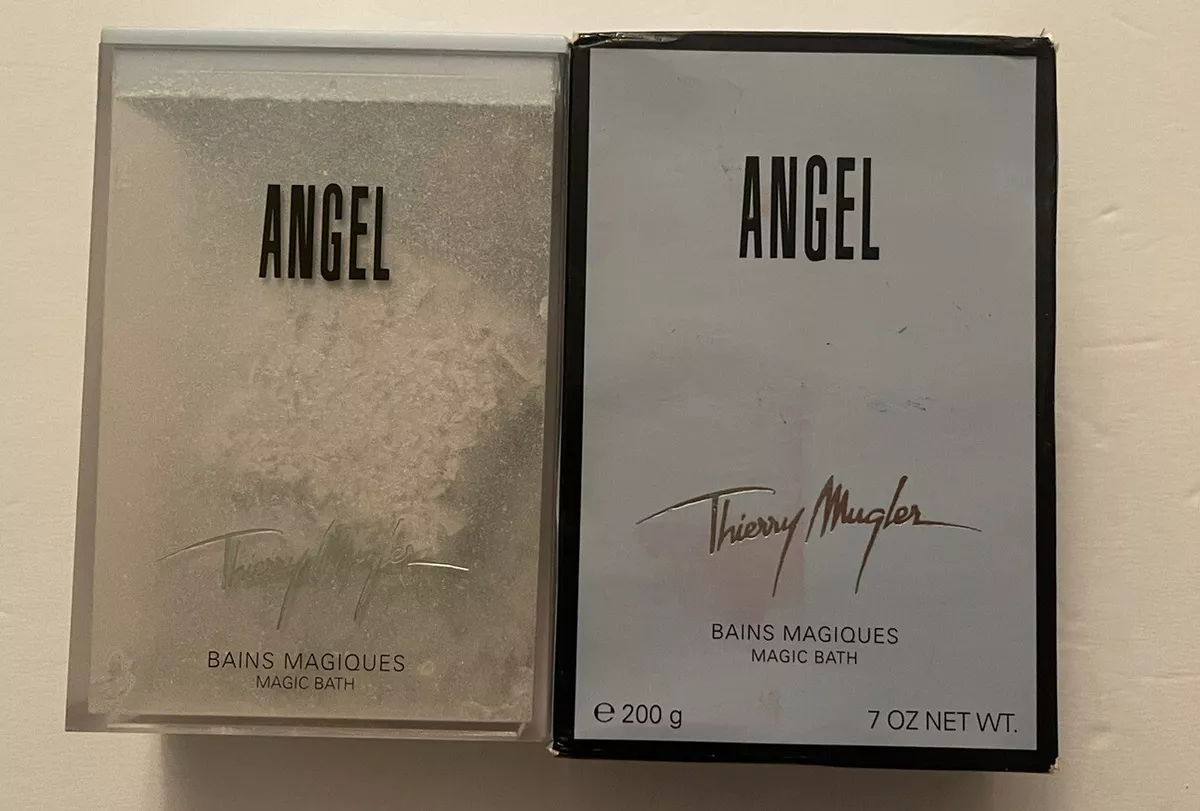 ANGEL
Thierry Mugler
BAINS MAGIQUES
MAGIC BATH
ANGEL
Thierry Mugler
BAINS MAGIQUES
MAGIC BATH
℮ 200 g
7 OZ NET WT.